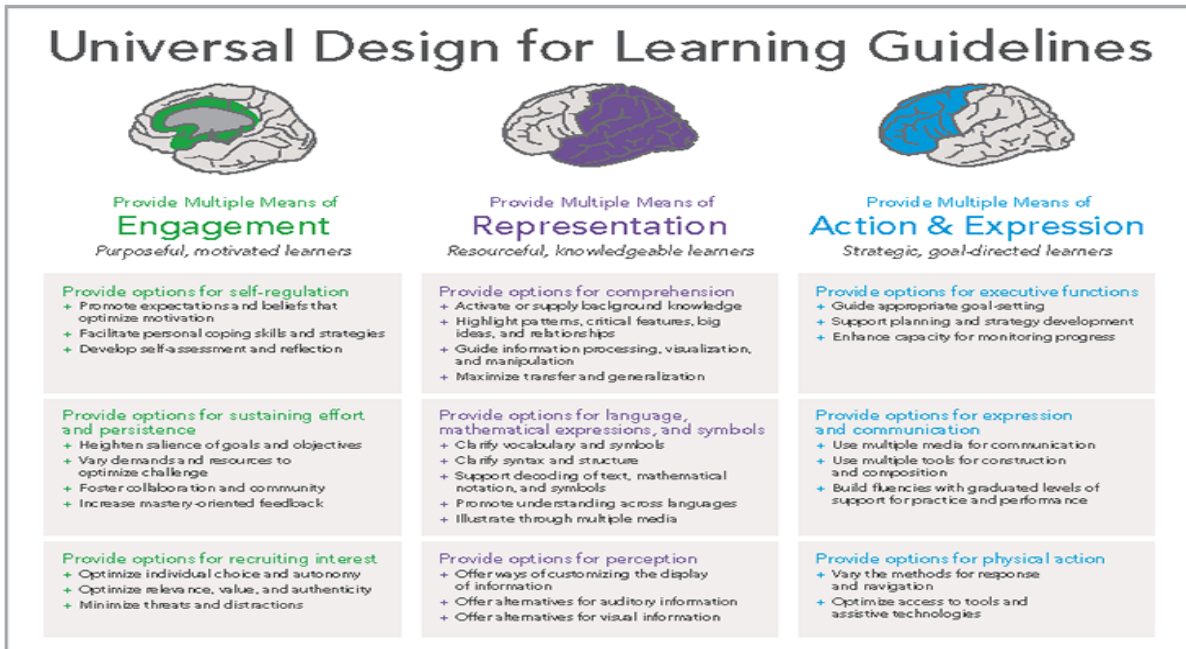 Universal Design for Learning Guidelines
Provide Multiple Means of
Engagement
Purposeful, motivated learners
Provide options for self-regulation
+ Promote expectations and beliefs that
optimize motivation
+ Facilitate personal coping skills and strategies
+ Develop self-assessment and reflection
Provide options for sustaining effort
and persistence
+ Heighten salience of goals and objectives
+ Vary demands and resources to
optimize challenge
+ Foster collaboration and community
+ Increase mastery-oriented feedback
Provide options for recruiting interest
+ Optimize individual choice and autonomy
+ Optimize relevance, value, and authenticity
+ Minimize threats and distractions
Provide Multiple Means of
Representation
Resourceful, knowledgeable learners
Provide options for comprehension
+ Activate or supply background knowledge
+ Highlight patterns, critical features, big
ideas, and relationships
+ Guide information processing, visualization,
and manipulation
+ Maximize transfer and generalization
Provide options for language,
mathematical expressions, and symbols
+ Clarify vocabulary and symbols
+ Clarify syntax and structure
+ Support decoding of text, mathematical
notation, and symbols
+ Promote understanding across languages
+ Illustrate through multiple media
Provide options for perception
+ Offer ways of customizing the display
of information
+ Offer alternatives for auditory information
+ Offer alternatives for visual information
Provide Multiple Means of
Action & Expression
Strategic, goal-directed learners
Provide options for executive functions
+ Guide appropriate goal-setting
+ Support planning and strategy development
+ Enhance capacity for monitoring progress
Provide options for expression
and communication
+ Use multiple media for communication
+ Use multiple tools for construction
and composition
+ Build fluencies with graduated levels of
support for practice and performance
Provide options for physical action
+ Vary the methods for response
and navigation
+ Optimize access to tools and
assistive technologies